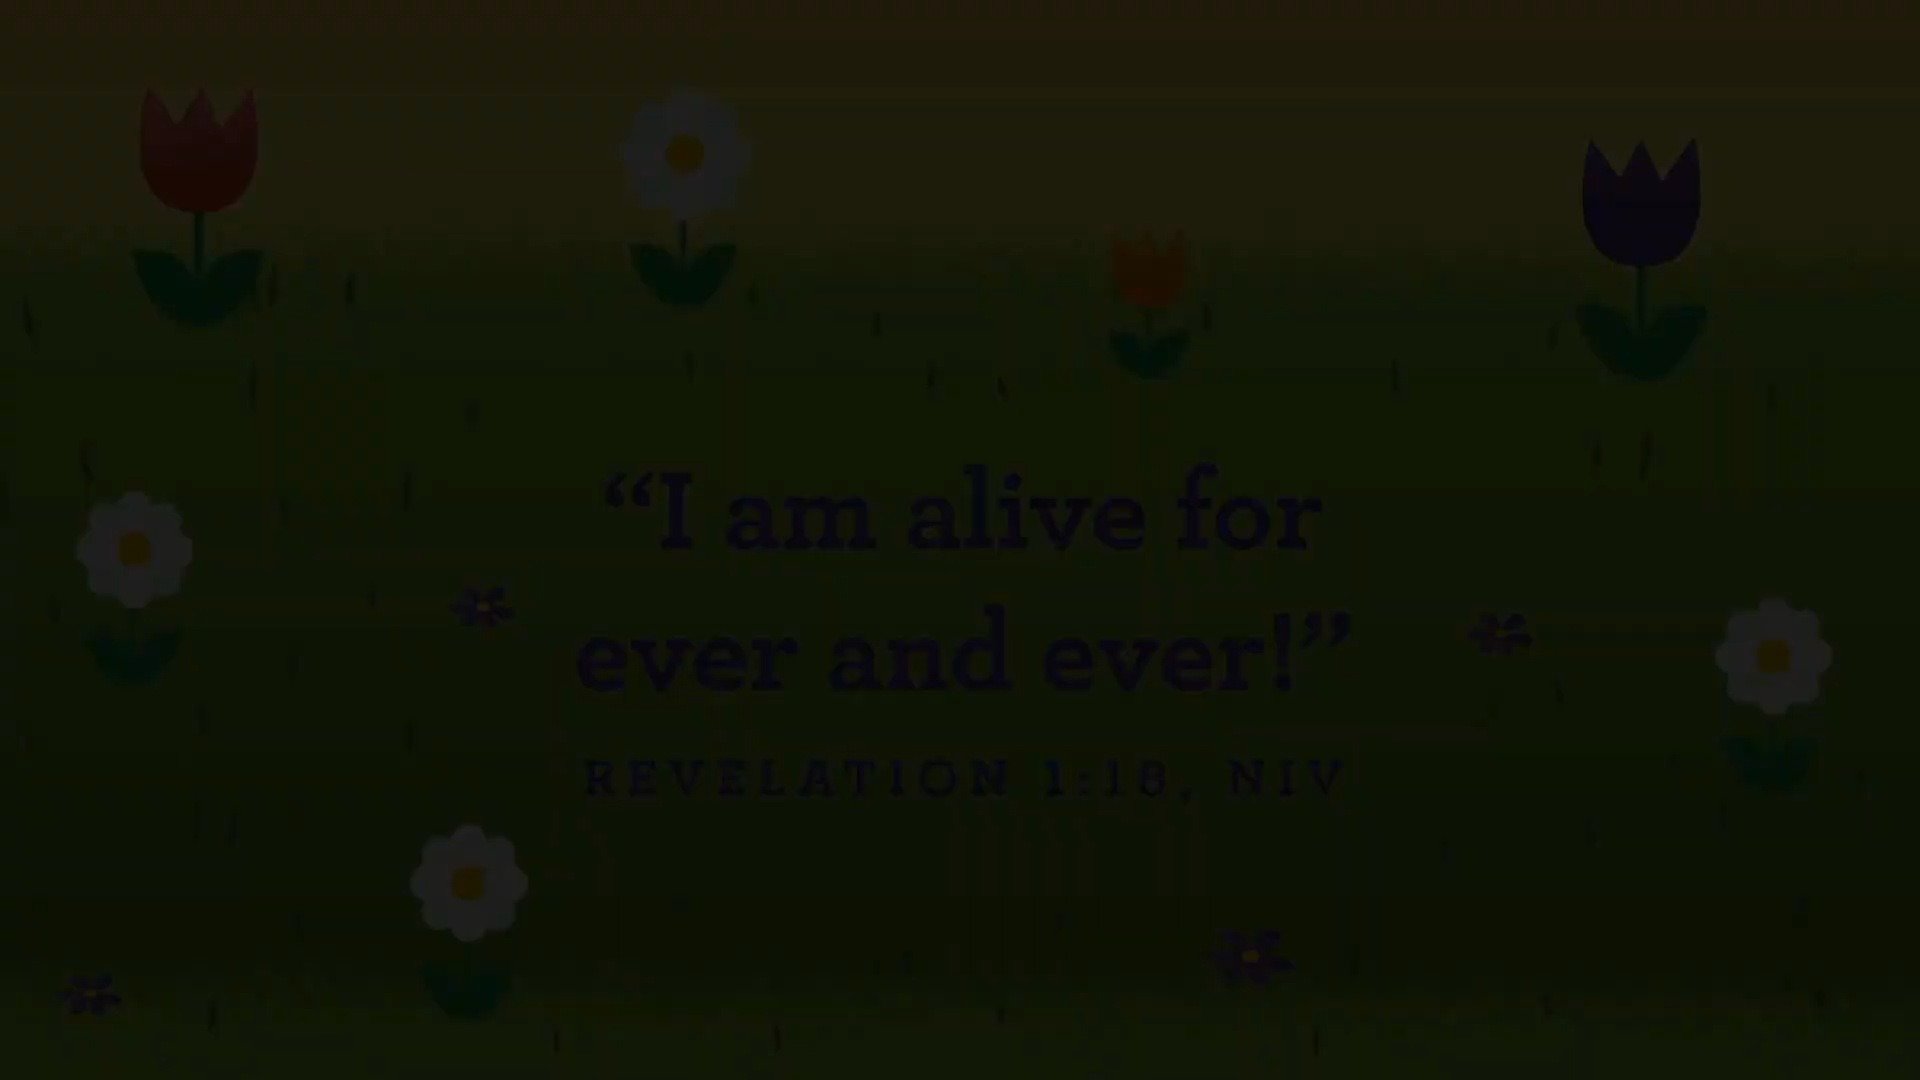 “I am alive for
ever and ever!”
REVELATION 1:18, NIV